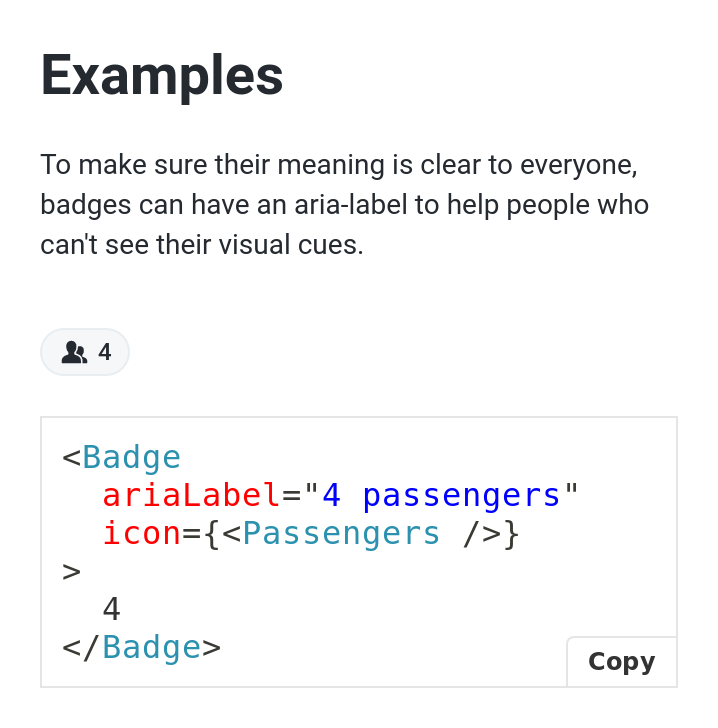 Examples
To make sure their meaning is clear to everyone,
badges can have an aria-label to help people who
can't see their visual cues.
4
<Badge
  ariaLabel="4 passengers"
  icon={<Passengers />}
>
  4
</Badge>
Copy